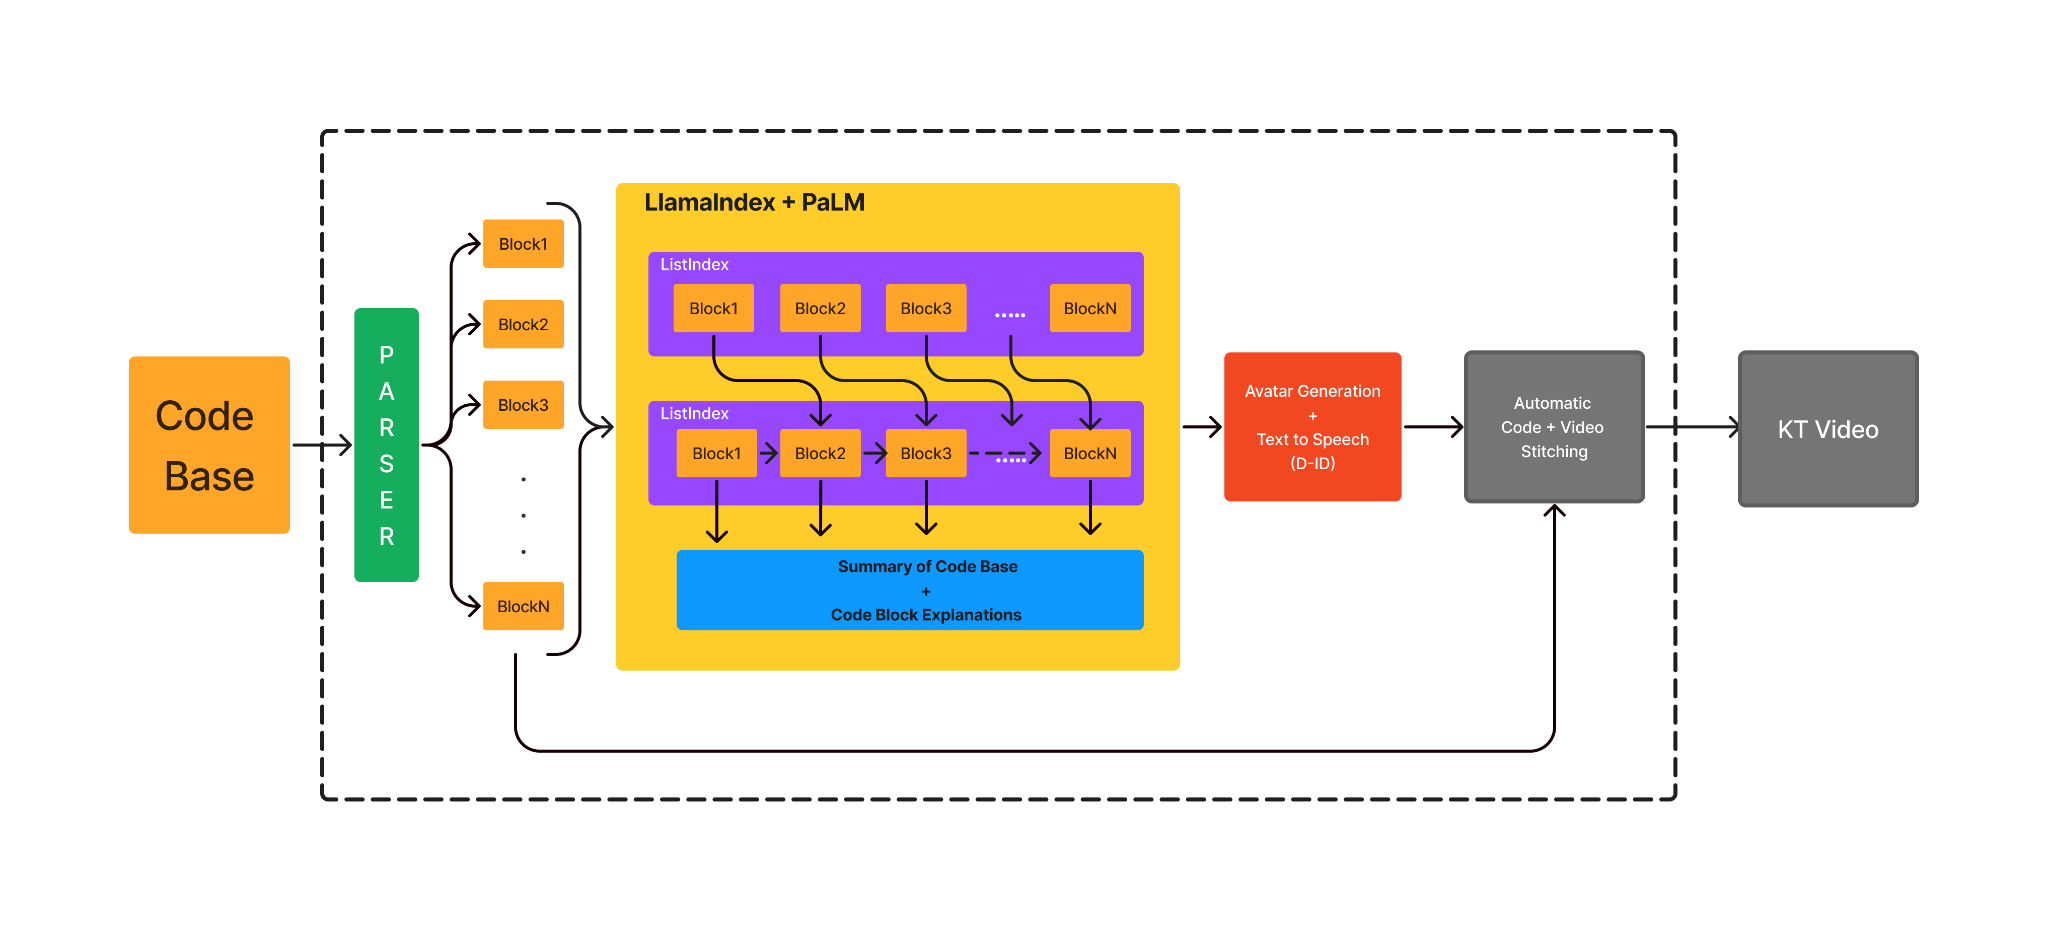 Code
Base
P
A
R
S
E
R
Block1
Block2
Block3
.
.
.
BlockN
LlamaIndex + PaLM
ListIndex
Block1
Block2
Block3
.....
BlockN
ListIndex
Block1
Block2
Block3
.....
BlockN
Summary of Code Base
+
Code Block Explanations
Avatar Generation
+
Text to Speech
(D-ID)
Automatic
Code + Video
Stitching
KT Video